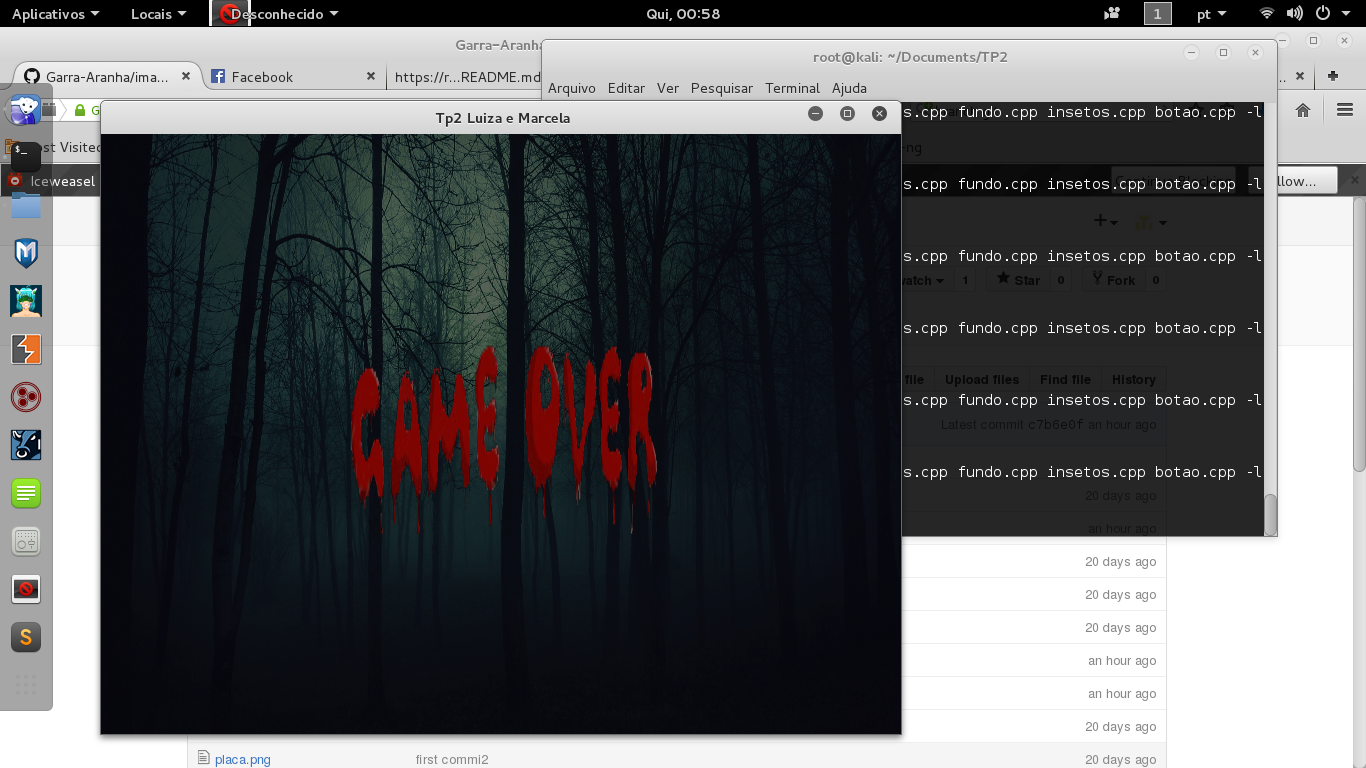 Aplicativos Locais Desconhecido Qui, 00:58 1 pt
Garra-Aranha
root@kali: ~/Documents/TP2
Garra-Aranha/ima... Facebook https://r...README.md
Arquivo Editar Ver Pesquisar Terminal Ajuda
Tp2 Luiza e Marcela
s.cpp fundo.cpp insetos.cpp botao.cpp -l
ost Visited
-ng
Iceweasel
llow...
s.cpp fundo.cpp insetos.cpp botao.cpp -l
s.cpp fundo.cpp insetos.cpp botao.cpp -l
atch 1 Star 0 Fork 0
s.cpp fundo.cpp insetos.cpp botao.cpp -l
file Upload files Find file History
s.cpp fundo.cpp insetos.cpp botao.cpp -l
Latest commit c7b6e0f an hour ago
GAME OVER
s.cpp fundo.cpp insetos.cpp botao.cpp -l
20 days ago
an hour ago
20 days ago
20 days ago
20 days ago
an hour ago
an hour ago
20 days ago
placa.png first commi2 20 days ago